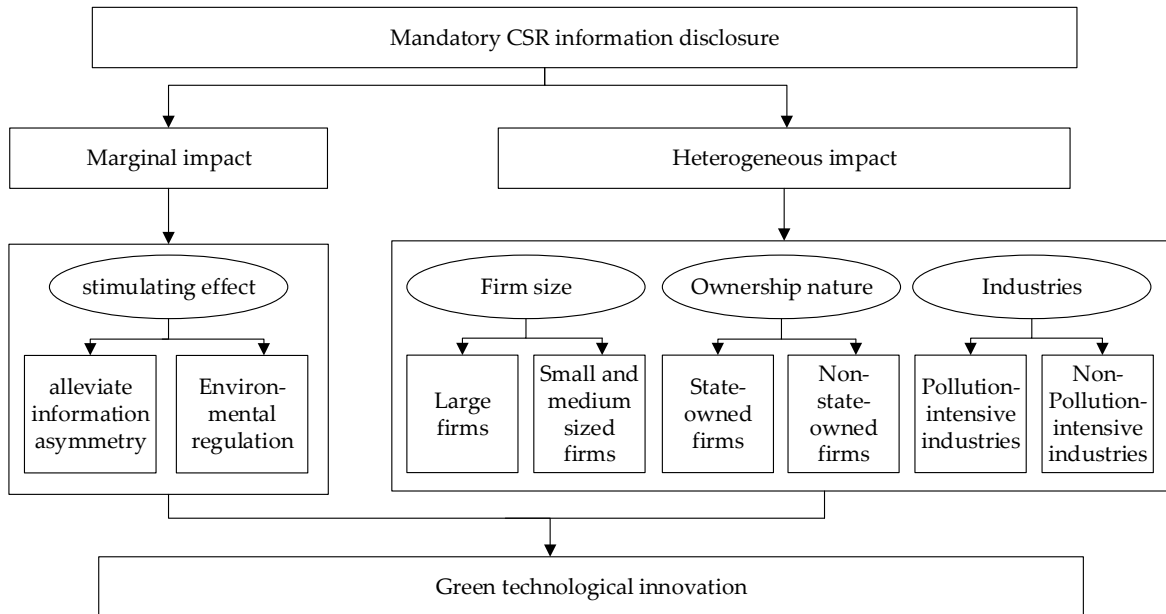 Mandatory CSR information disclosure
Marginal impact
Heterogeneous impact
stimulating effect
alleviate
information
asymmetry
Environ-
mental
regulation
Firm size
Large
firms
Small and
medium
sized
firms
Ownership nature
State-
owned
firms
Non-
state-
owned
firms
Industries
Pollution-
intensive
industries
Non-
Pollution-
intensive
industries
Green technological innovation